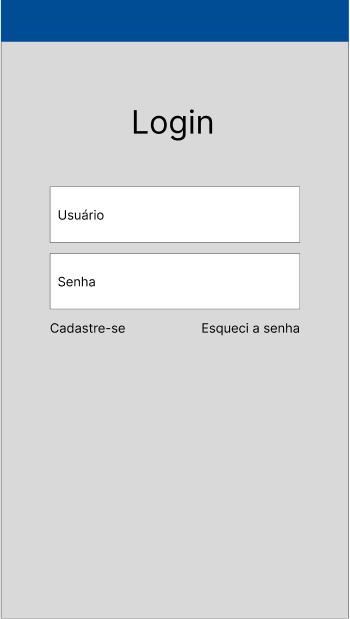 Login
Usuário
Senha
Cadastre-se Esqueci a senha